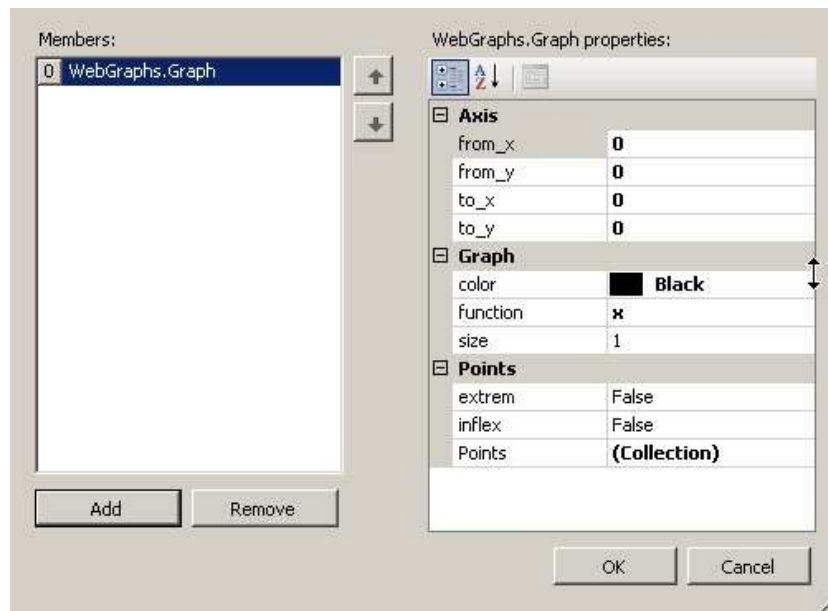 Members:
0 WebGraphs.Graph
Add
Remove
WebGraphs.Graph properties:
A
Z
Axis
from_x 0
from_y 0
to_x 0
to_y 0
Graph
color Black
function x
size 1
Points
extrem False
inflex False
Points (Collection)
OK
Cancel